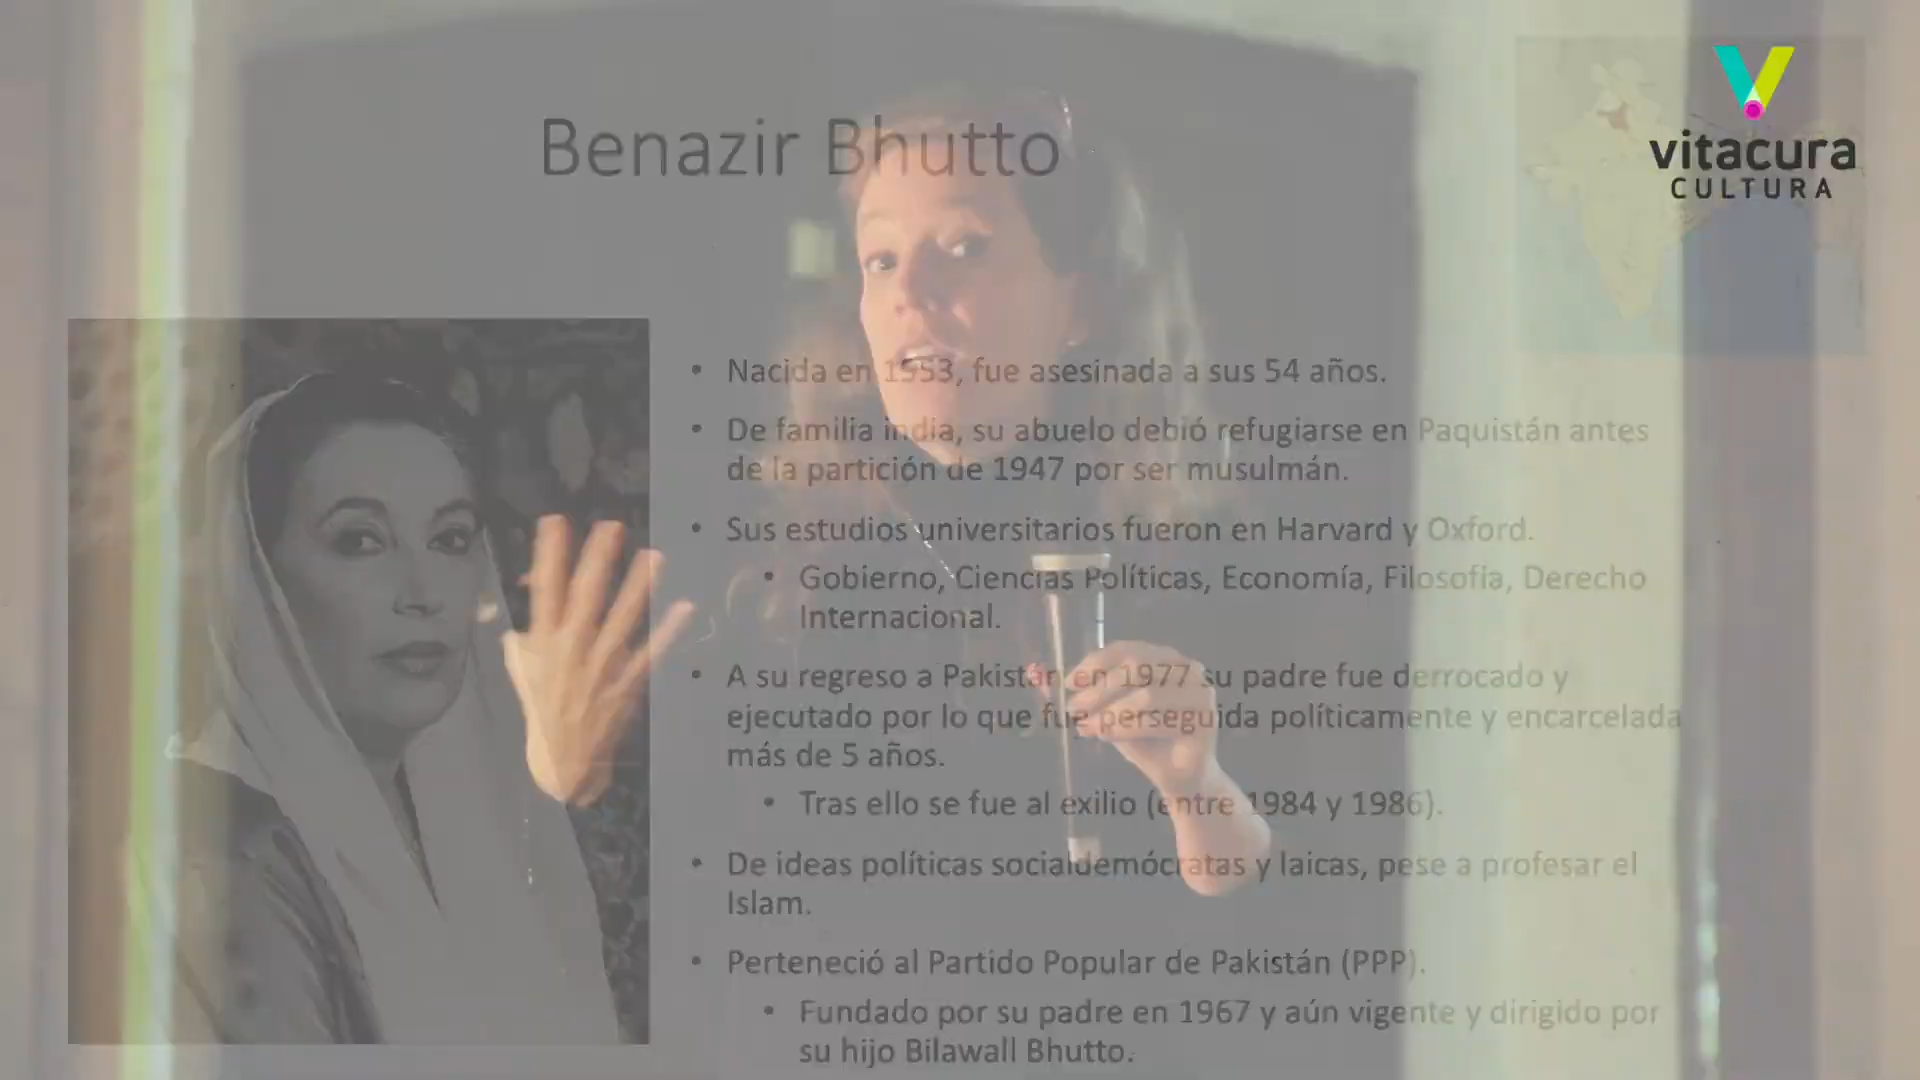 Benazir Bhutto
vitacura
CULTURA
• Nacida en 1953, fue asesinada a sus 54 años.
• De familia india, su abuelo debió refugiarse en Paquistán antes
de la partición de 1947 por ser musulmán.
• Sus estudios universitarios fueron en Harvard y Oxford.
• Gobierno, Ciencias Políticas, Economía, Filosofía, Derecho
Internacional.
• A su regreso a Pakistán en 1977 su padre fue derrocado y
ejecutado por lo que fue perseguida políticamente y encarcelada
más de 5 años.
• Tras ello se fue al exilio (entre 1984 y 1986).
• De ideas políticas socialdemócratas y laicas, pese a profesar el
Islam.
• Perteneció al Partido Popular de Pakistán (PPP).
• Fundado por su padre en 1967 y aún vigente y dirigido por
su hijo Bilawall Bhutto.